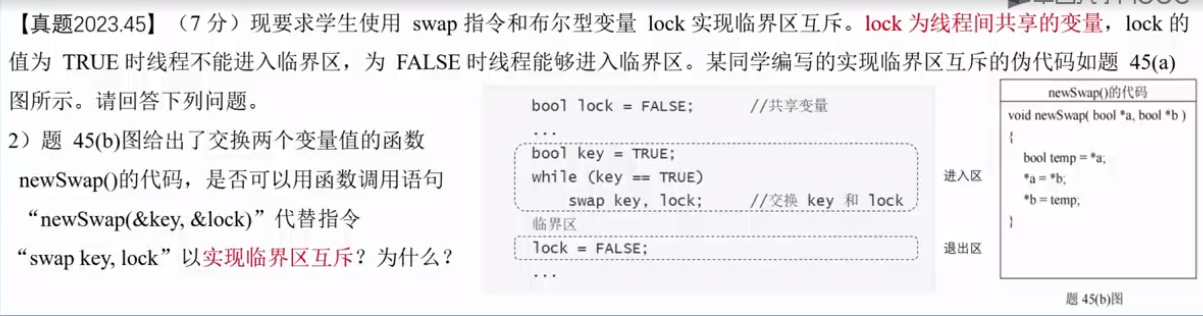 【真题2023.45】（7 分）现要求学生使用 swap 指令和布尔型变量 lock 实现临界区互斥。lock 为线程间共享的变量，lock 的
值为 TRUE 时线程不能进入临界区，为 FALSE 时线程能够进入临界区。某同学编写的实现临界区互斥的伪代码如题 45(a)
图所示。请回答下列问题。
2）题 45(b)图给出了交换两个变量值的函数
newSwap()的代码，是否可以用函数调用语句
“newSwap(&key, &lock)”代替指令
“swap key, lock”以实现临界区互斥？为什么？
bool lock = FALSE; //共享变量
...
bool key = TRUE;
while (key == TRUE)
swap key, lock; //交换 key 和 lock
临界区
lock = FALSE;
...
进入区
退出区
newSwap()的代码
void newSwap( bool *a, bool *b )
{
bool temp = *a;
*a = *b;
*b = temp;
}
题 45(b)图